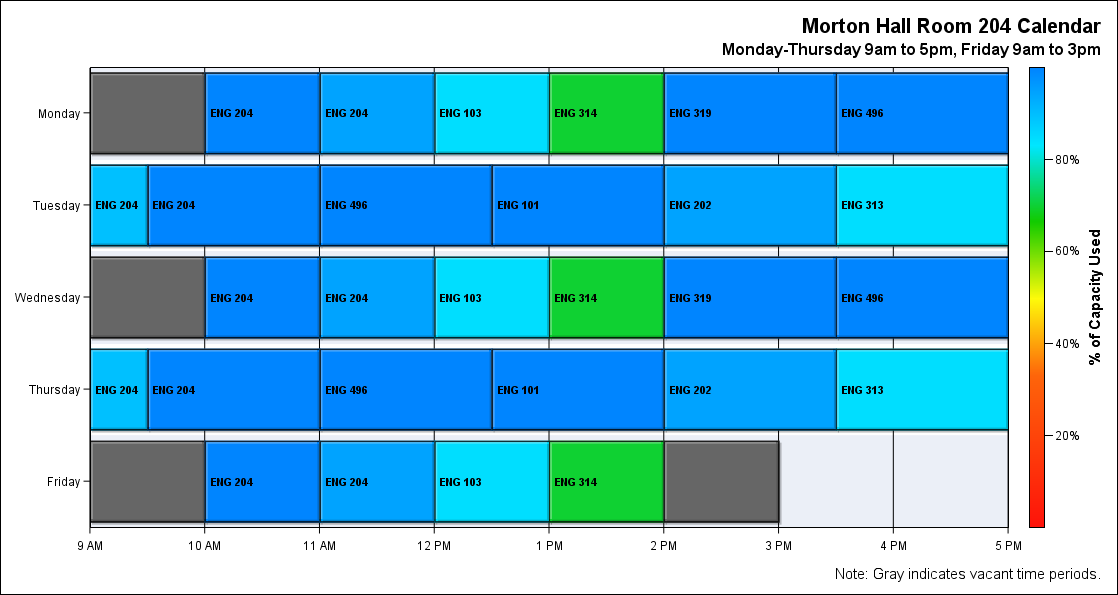 Morton Hall Room 204 Calendar
Monday-Thursday 9am to 5pm, Friday 9am to 3pm
Monday
ENG 204
ENG 204
ENG 103
ENG 314
ENG 319
ENG 496
Tuesday
ENG 204
ENG 204
ENG 496
ENG 101
ENG 202
ENG 313
Wednesday
ENG 204
ENG 204
ENG 103
ENG 314
ENG 319
ENG 496
Thursday
ENG 204
ENG 204
ENG 496
ENG 101
ENG 202
ENG 313
Friday
ENG 204
ENG 204
ENG 103
ENG 314
9 AM
10 AM
11 AM
12 PM
1 PM
2 PM
3 PM
4 PM
5 PM
80%
60%
40%
20%
% of Capacity Used
Note: Gray indicates vacant time periods.